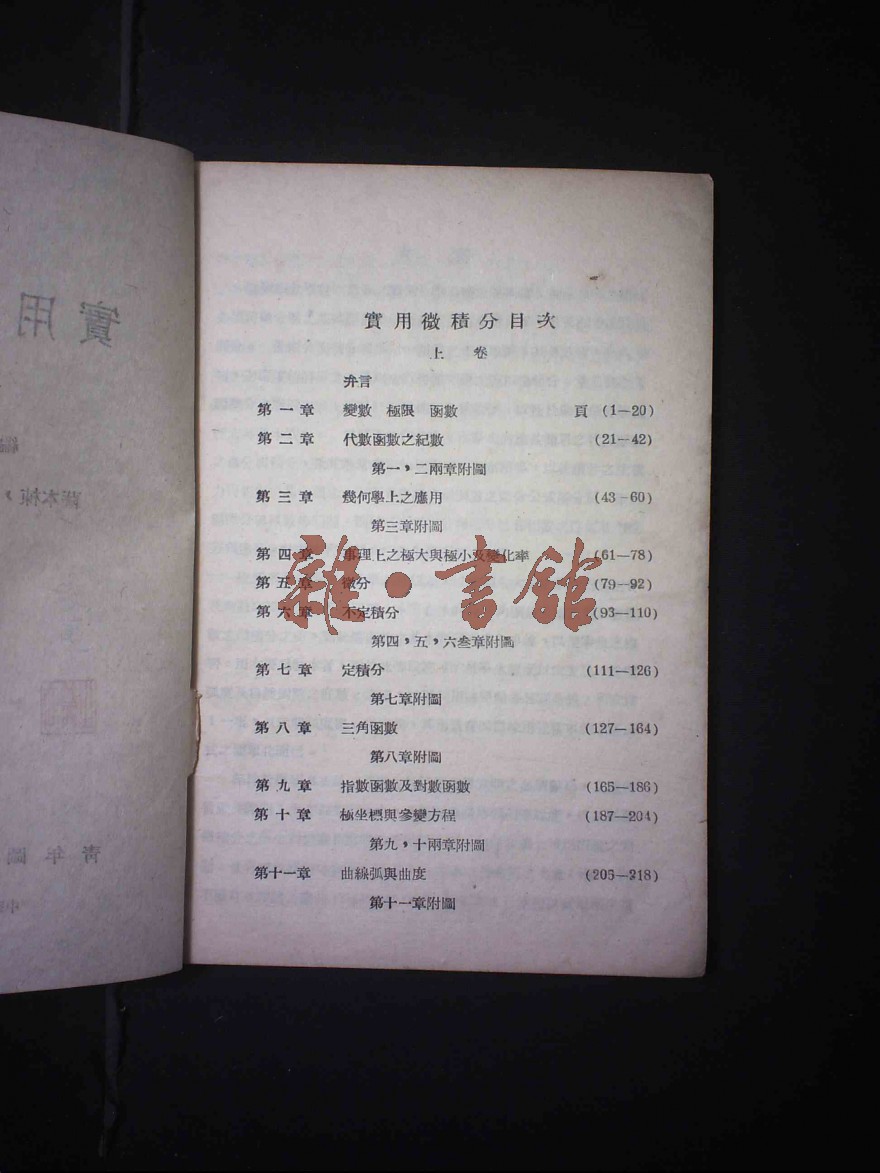 實用微積分目次
上 卷
弁言
第一章 變數 極限 函數 頁 (1—20)
第二章 代數函數之紀數 (21—42)
第一，二兩章附圖
第三章 幾何學上之應用 (43—60)
第三章附圖
第四章 推理上之極大與極小及變化率 (61—78)
第五章 微分 (79—92)
第六章 不定積分 (93—110)
第四，五，六叁章附圖
第七章 定積分 (111—126)
第七章附圖
第八章 三角函數 (127—164)
第八章附圖
第九章 指數函數及對數函數 (165—186)
第十章 極坐標與參變方程 (187—204)
第九，十兩章附圖
第十一章 曲線弧與曲度 (205—218)
第十一章附圖
雜·書館
實用
青年圖